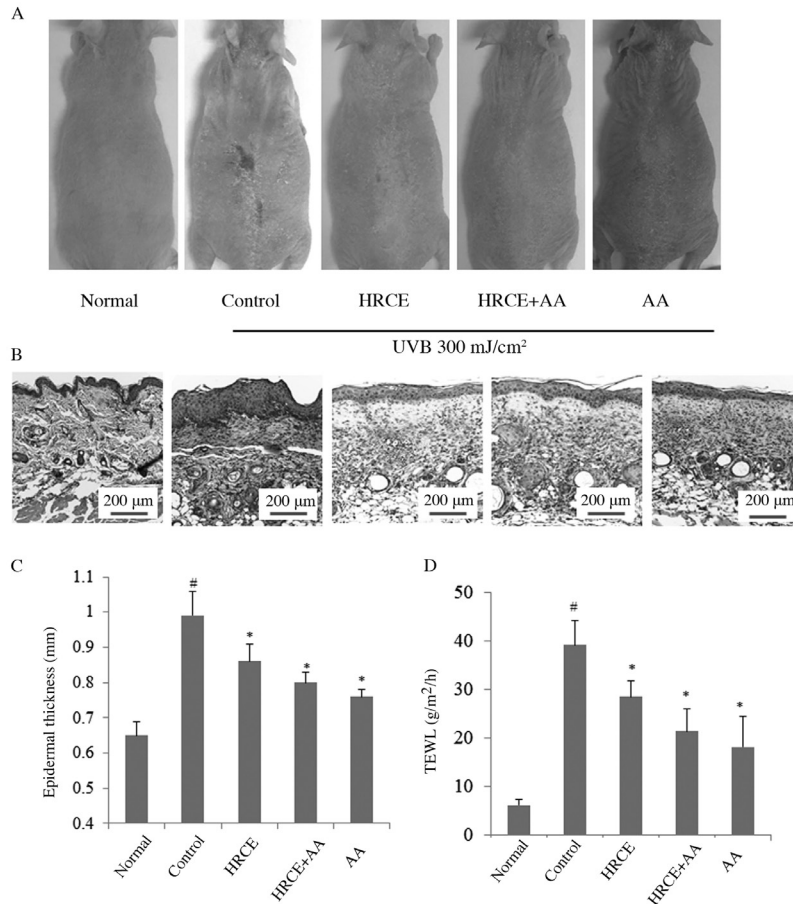 A
Normal Control HRCE HRCE+AA AA
UVB 300 mJ/cm²
B
200 µm 200 µm 200 µm 200 µm 200 µm
C
Epidermal thickness (mm)
1.1
1
0.9
0.8
0.7
0.6
0.5
0.4
#
*
*
*
Normal Control HRCE HRCE+AA AA
D
TEWL (g/m²/h)
50
40
30
20
10
0
#
*
*
*
Normal Control HRCE HRCE+AA AA